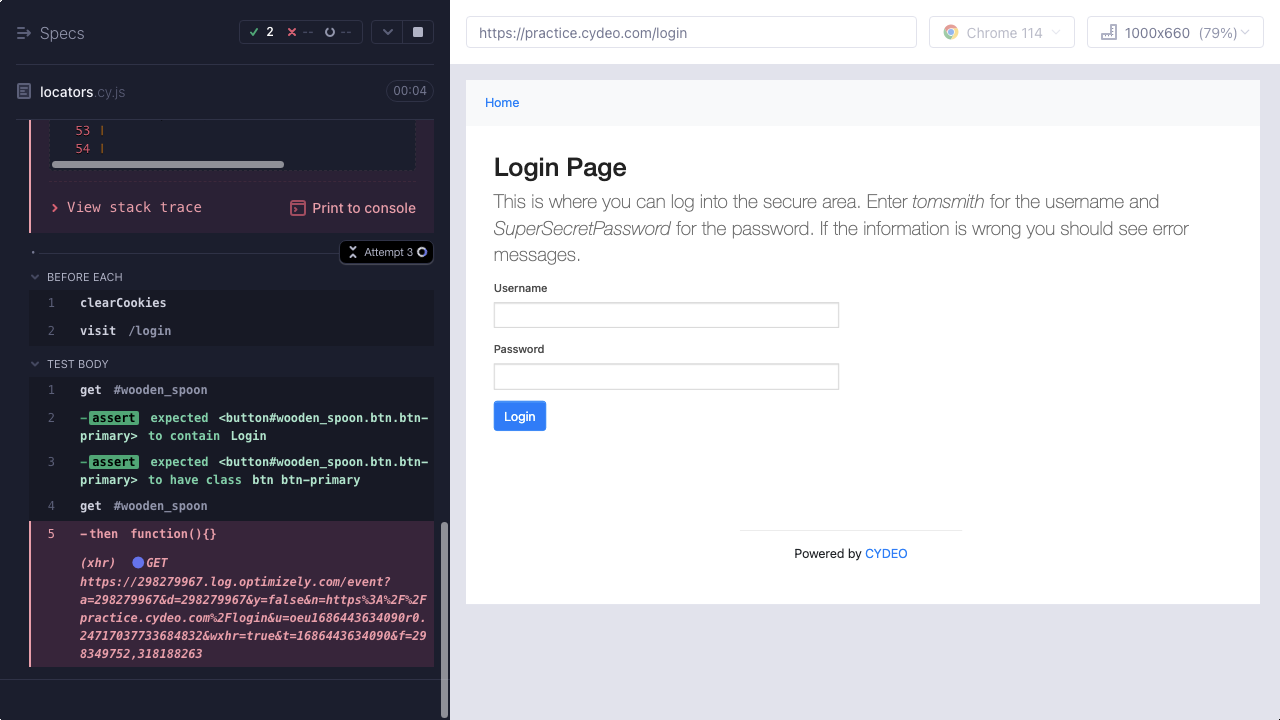 Specs
2
--
--
locators.cy.js
00:04
53 |
54 |
> View stack trace
Print to console
Attempt 3
BEFORE EACH
1 clearCookies
2 visit /login
TEST BODY
1 get #wooden_spoon
2 -assert expected <button#wooden_spoon.btn.btn-
primary> to contain Login
3 -assert expected <button#wooden_spoon.btn.btn-
primary> to have class btn btn-primary
4 get #wooden_spoon
5 -then function(){}
(xhr) GET
https://298279967.log.optimizely.com/event?
a=298279967&d=298279967&y=false&n=https%3A%2F%2F
practice.cydeo.com%2Flogin&u=oeu1686443634090r0.
24717037733684832&wxhr=true&t=1686443634090&f=29
8349752,318188263
https://practice.cydeo.com/login
Chrome 114
1000x660 (79%)
Home
Login Page
This is where you can log into the secure area. Enter tomsmith for the username and
SuperSecretPassword for the password. If the information is wrong you should see error
messages.
Username
Password
Login
Powered by CYDEO